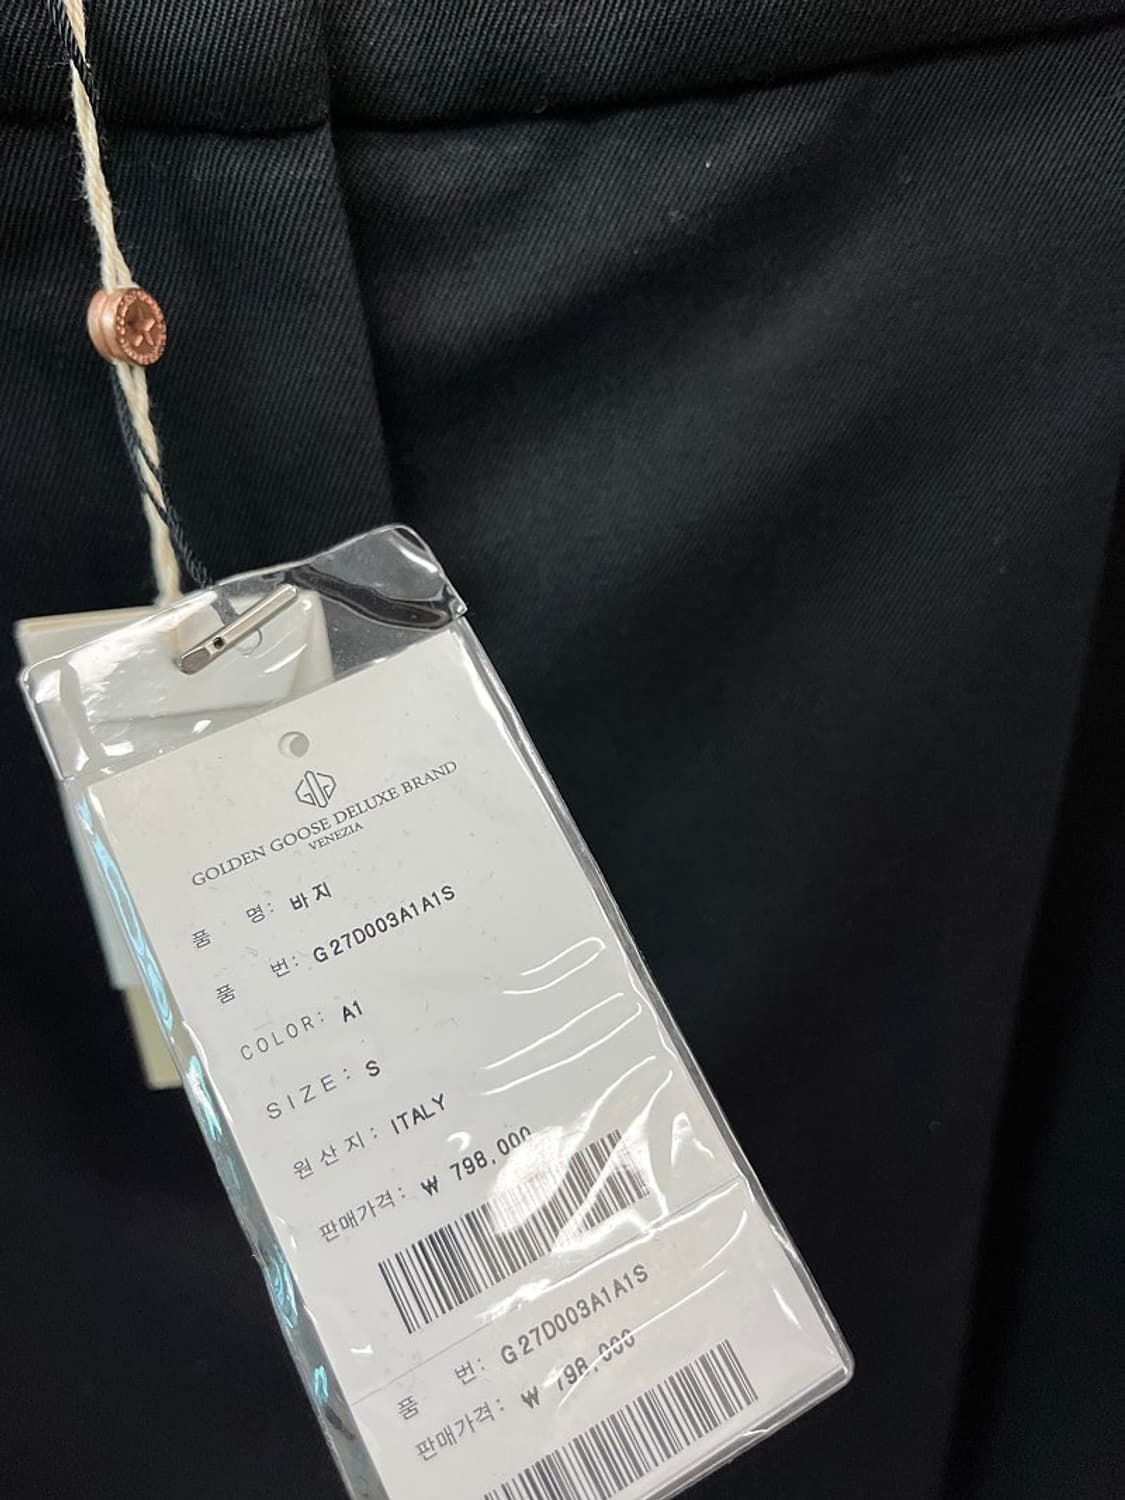 GOLDEN GOOSE DELUXE BRAND
VENEZIA
품 명: 바지
품 번: G27D003A1A1S
COLOR: A1
SIZE: S
원산지: ITALY
판매가격: ₩ 798,000
품 번: G27D003A1A1S
판매가격: ₩ 798,000